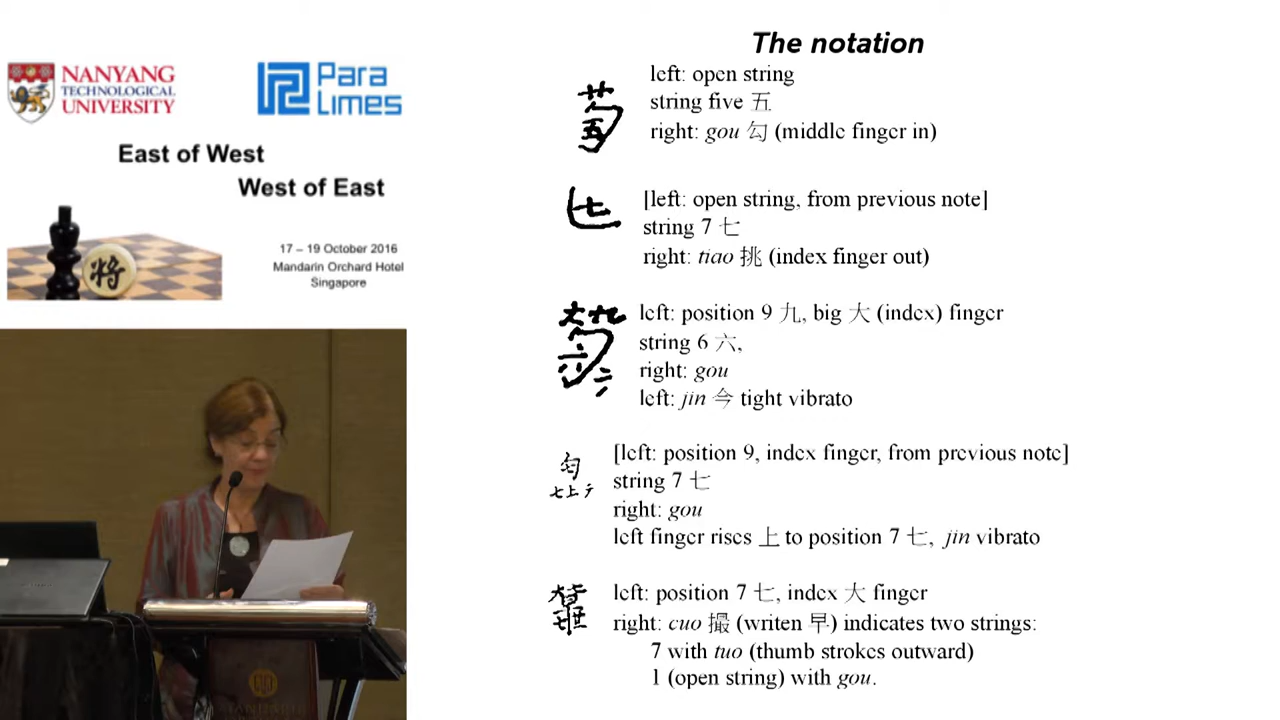 NANYANG
TECHNOLOGICAL
UNIVERSITY
Para
Limes
East of West
West of East
17 – 19 October 2016
Mandarin Orchard Hotel
Singapore
将
The notation
left: open string
string five 五
right: gou 勾 (middle finger in)
[left: open string, from previous note]
string 7 七
right: tiao 挑 (index finger out)
left: position 9 九, big 大 (index) finger
string 6 六,
right: gou
left: jin 今 tight vibrato
[left: position 9, index finger, from previous note]
string 7 七
right: gou
left finger rises 上 to position 7 七, jin vibrato
left: position 7 七, index 大 finger
right: cuo 撮 (writen 早) indicates two strings:
7 with tuo (thumb strokes outward)
1 (open string) with gou.